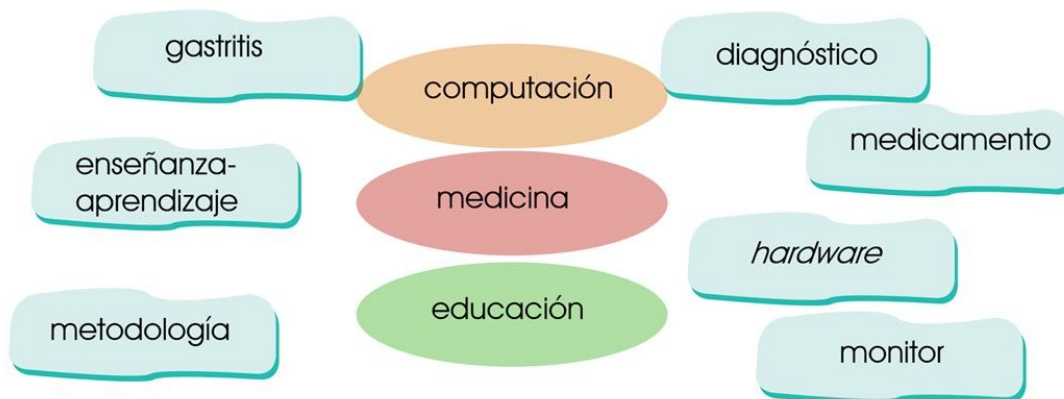 gastritis
computación
diagnóstico
medicamento
enseñanza-
aprendizaje
medicina
hardware
educación
metodología
monitor